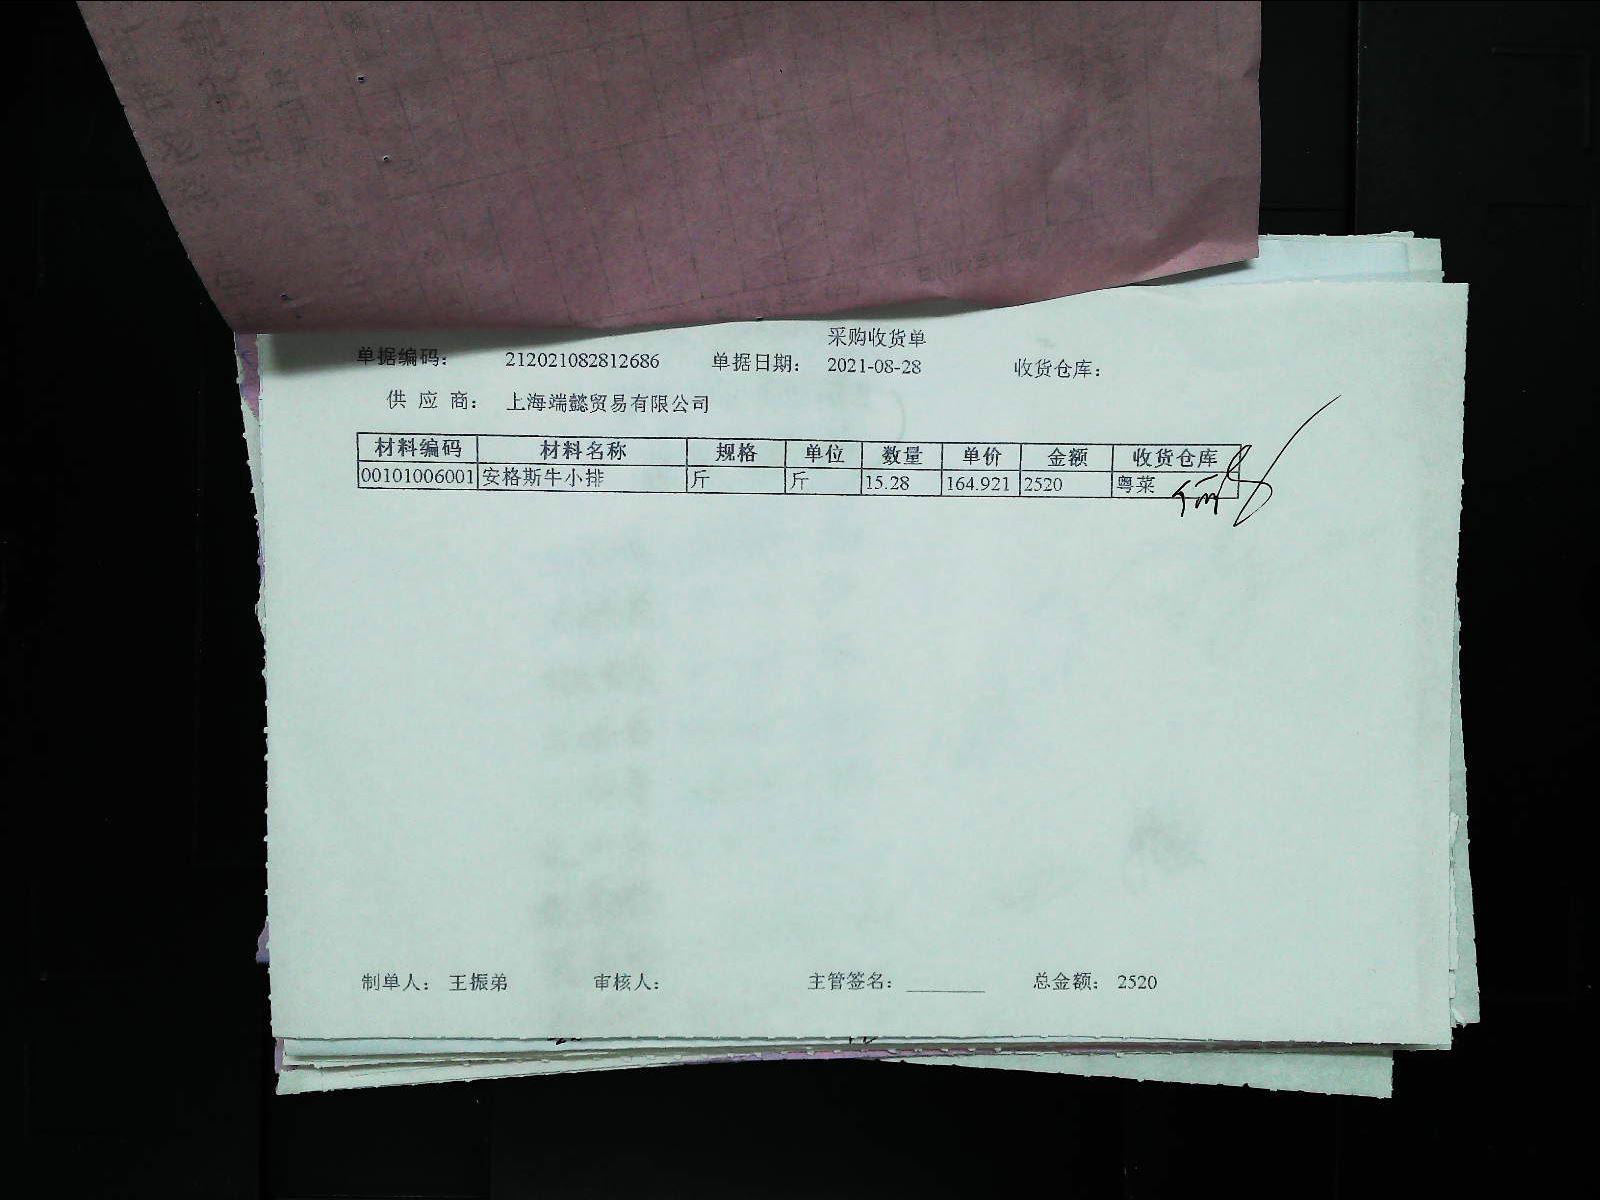 采购收货单
单据编码： 212021082812686 单据日期： 2021-08-28 收货仓库：
供应商： 上海端懿贸易有限公司
材料编码 材料名称 规格 单位 数量 单价 金额 收货仓库
00101006001 安格斯牛小排 斤 斤 15.28 164.921 2520 粤菜
制单人： 王振弟 审核人： 主管签名： ________ 总金额： 2520